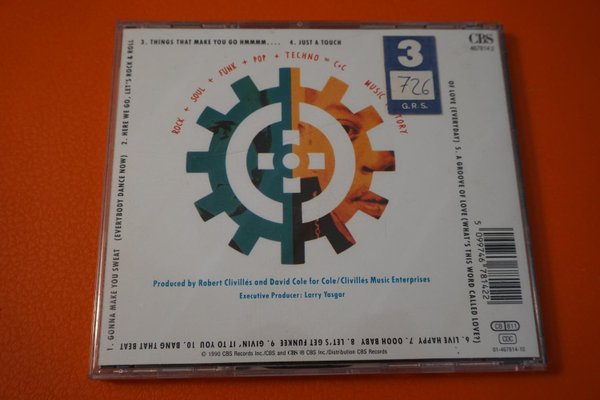 1. GONNA MAKE YOU SWEAT (EVERYBODY DANCE NOW) 2. HERE WE GO, LET'S ROCK & ROLL
3. THINGS THAT MAKE YOU GO HMMMM.... 4. JUST A TOUCH
OF LOVE (EVERYDAY) 5. A GROOVE OF LOVE (WHAT'S THIS WORD CALLED LOVE?)
6. LIVE HAPPY 7. OOOH BABY 8. LET'S GET FUNKEE 9. GIVIN' IT TO YOU 10. BANG THAT BEAT
CBS
467814 2
3
726
G.R.S.
ROCK + SOUL + FUNK + POP + TECHNO = C+C MUSIC
Produced by Robert Clivillés and David Cole for Cole/Clivillés Music Enterprises
Executive Producer: Larry Yasgar
5 099746 781422
CB 811
CDC
01-467814-10
℗ 1990 CBS Records Inc./CBS and CBS ® CBS Inc./Distribution CBS Records